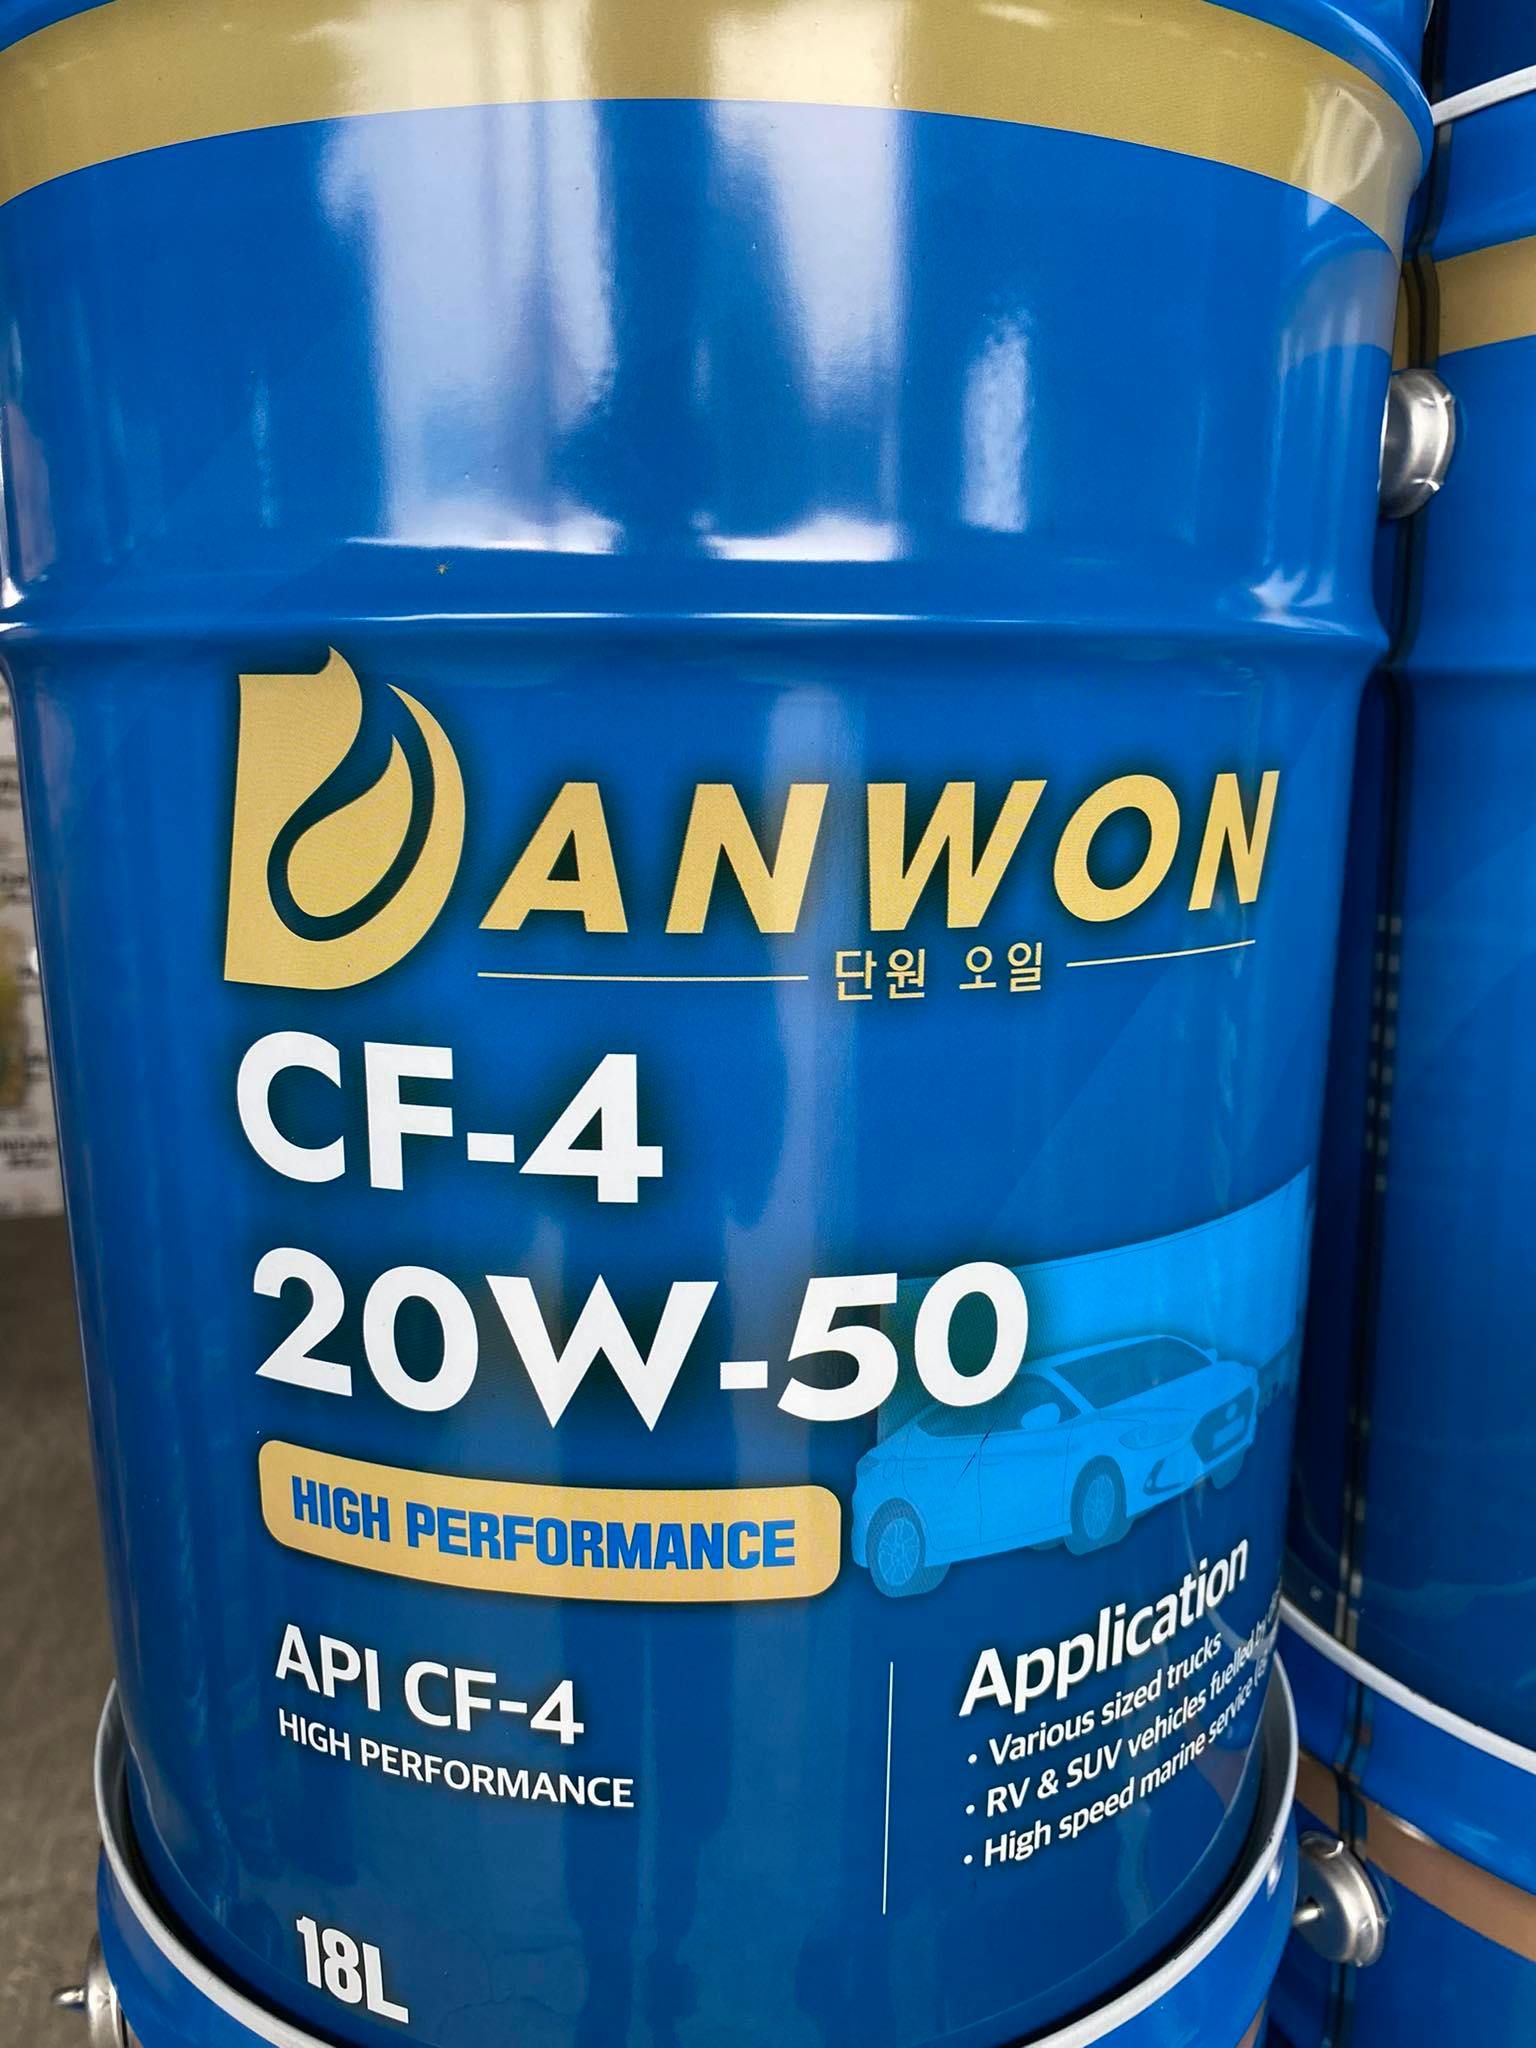 DANWON
단원 오일
CF-4
20W-50
HIGH PERFORMANCE
API CF-4
HIGH PERFORMANCE
Application
• Various sized trucks
• RV & SUV vehicles fuelled by
• High speed marine service
18L